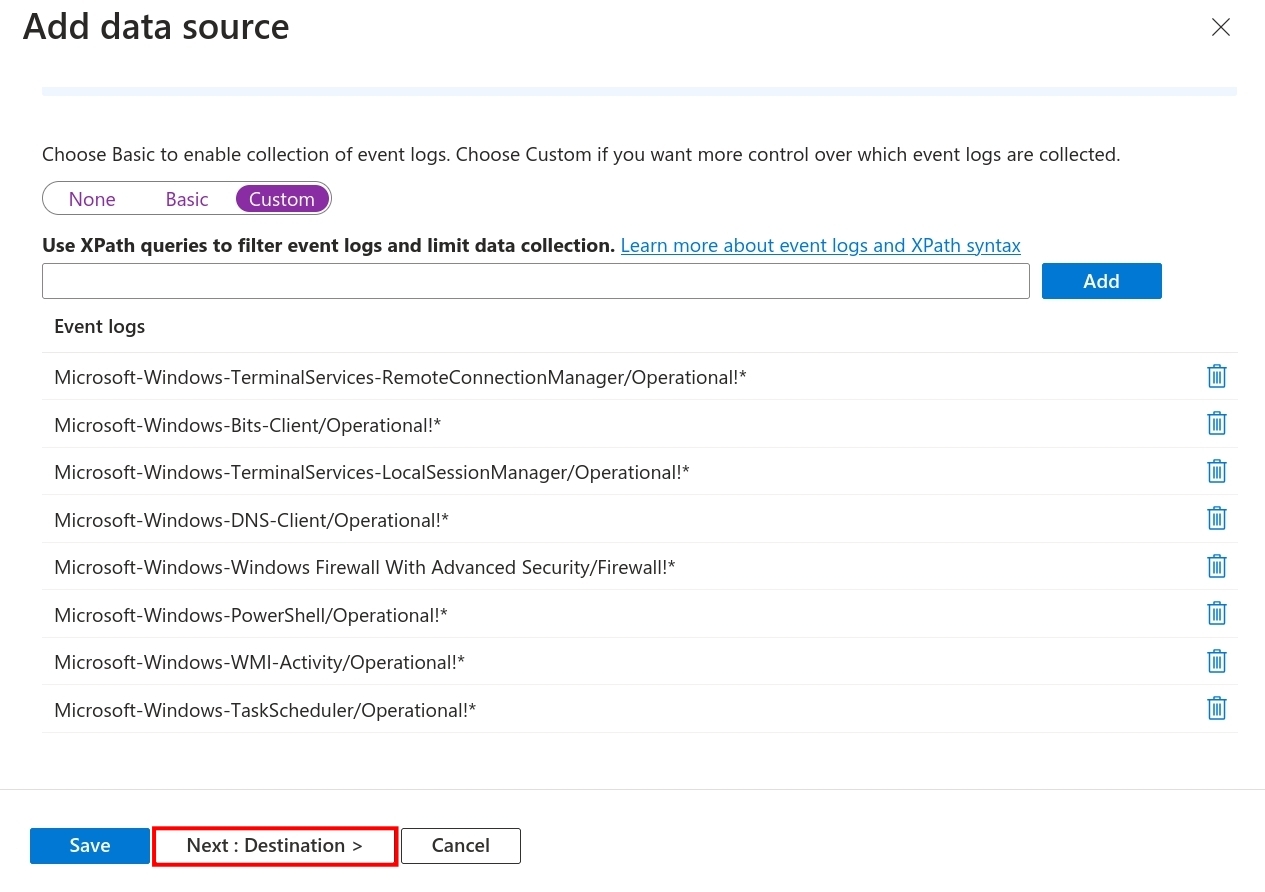 Add data source
Choose Basic to enable collection of event logs. Choose Custom if you want more control over which event logs are collected.
None Basic Custom
Use XPath queries to filter event logs and limit data collection. Learn more about event logs and XPath syntax
Add
Event logs
Microsoft-Windows-TerminalServices-RemoteConnectionManager/Operational!*
Microsoft-Windows-Bits-Client/Operational!*
Microsoft-Windows-TerminalServices-LocalSessionManager/Operational!*
Microsoft-Windows-DNS-Client/Operational!*
Microsoft-Windows-Windows Firewall With Advanced Security/Firewall!*
Microsoft-Windows-PowerShell/Operational!*
Microsoft-Windows-WMI-Activity/Operational!*
Microsoft-Windows-TaskScheduler/Operational!*
Save Next : Destination > Cancel